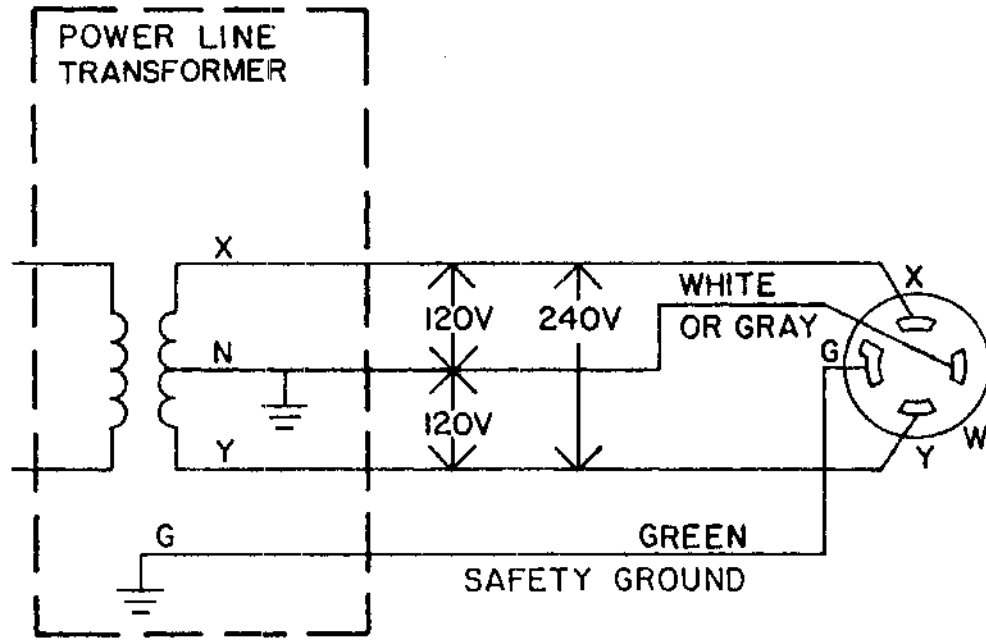 POWER LINE
TRANSFORMER
X
N
Y
G
120V
120V
240V
WHITE
OR GRAY
X
G
W
Y
GREEN
SAFETY GROUND